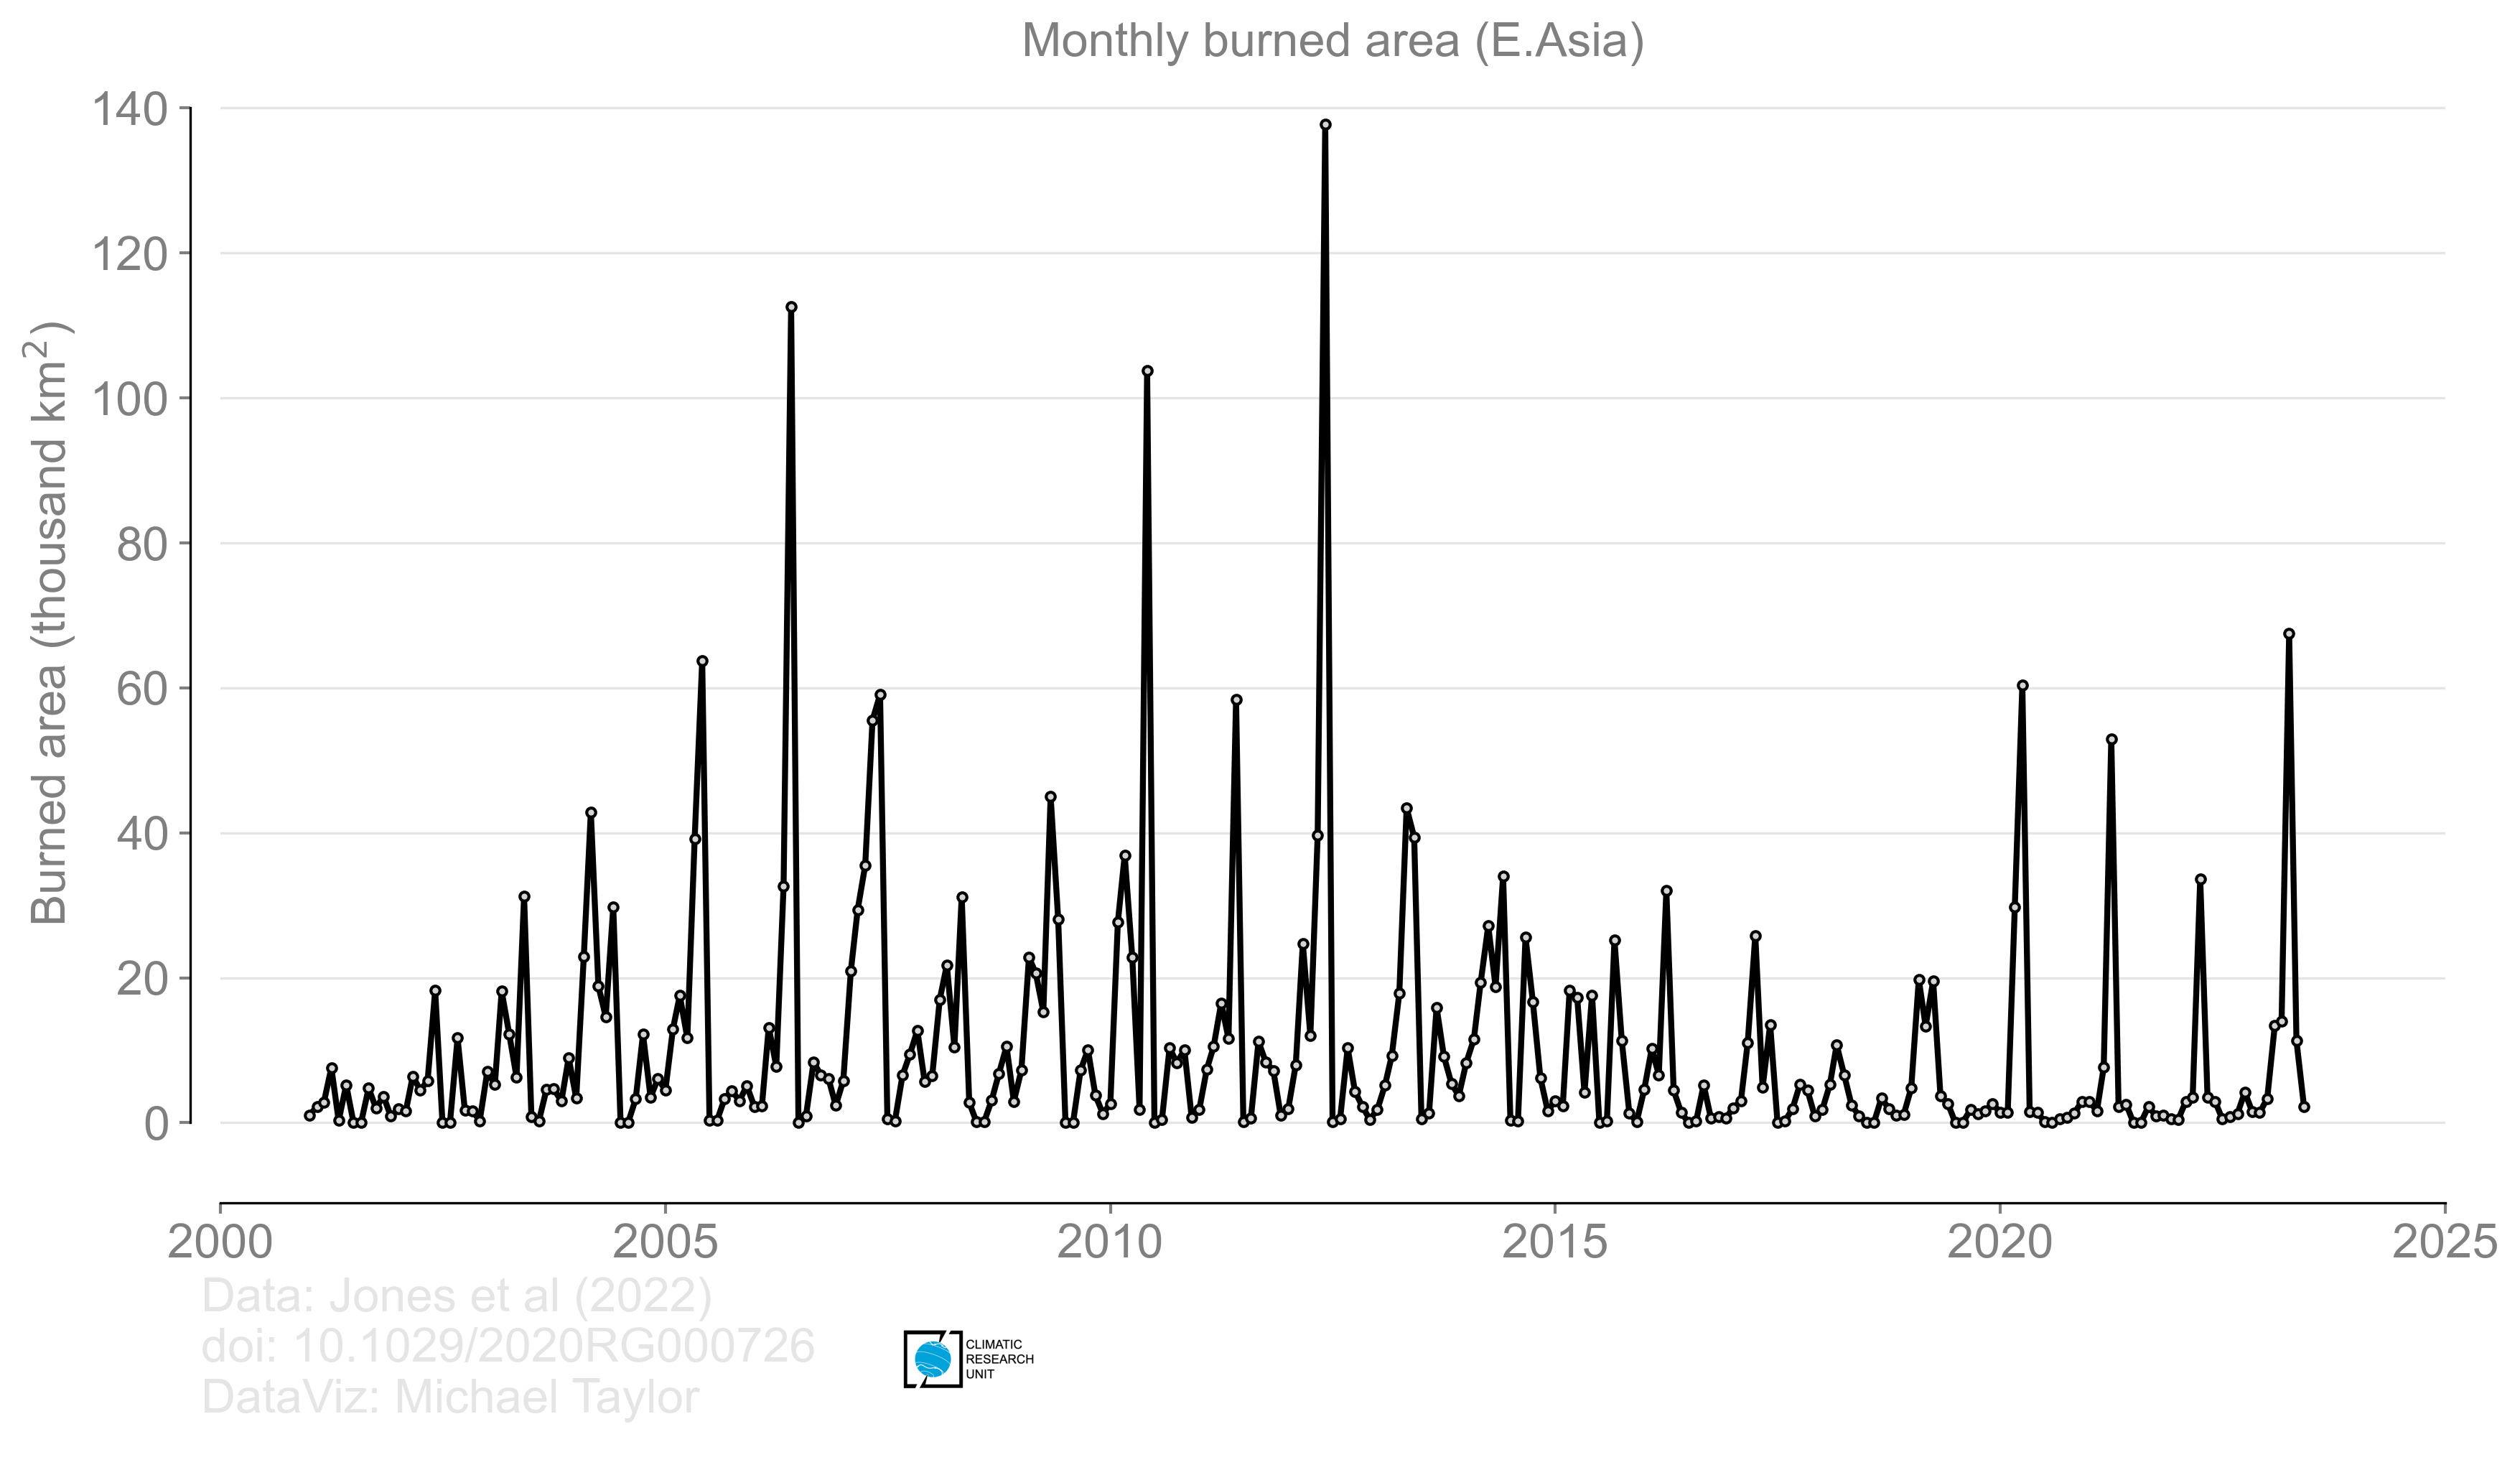 Monthly burned area (E.Asia)
Burned area (thousand km²)
140
120
100
80
60
40
20
0
2000
2005
2010
2015
2020
2025
Data: Jones et al (2022)
doi: 10.1029/2020RG000726
DataViz: Michael Taylor
CLIMATIC
RESEARCH
UNIT